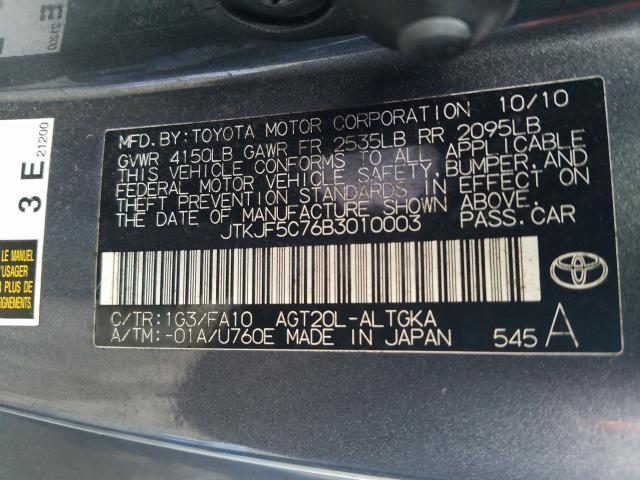 MFD. BY: TOYOTA MOTOR CORPORATION 10/10
GVWR 4150LB GAWR FR 2535LB RR 2095LB
THIS VEHICLE CONFORMS TO ALL APPLICABLE
FEDERAL MOTOR VEHICLE SAFETY, BUMPER, AND
THEFT PREVENTION STANDARDS IN EFFECT ON
THE DATE OF MANUFACTURE SHOWN ABOVE.
JTKJF5C76B3010003 PASS. CAR
C/TR: 1G3/FA10 AGT20L-ALTGKA
A/TM: -01A/U760E MADE IN JAPAN 545 A
3 E
21200
LE MANUEL
D'USAGER
PLUS DE
SEIGNEMENTS